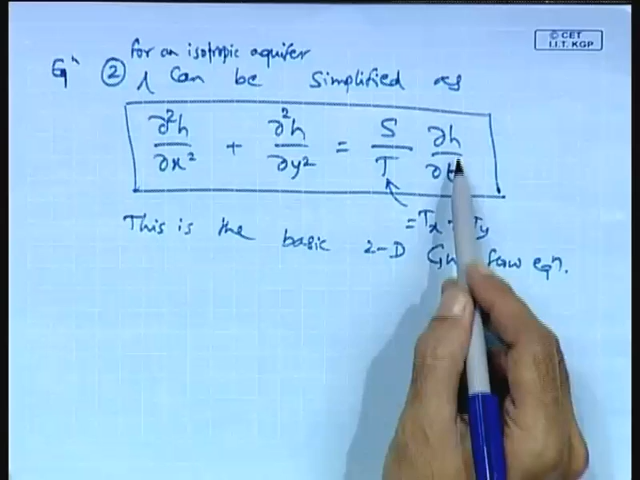 © CET
I.I.T. KGP
for an isotropic aquifer
Eqⁿ ② can be simplified as
∂²h/∂x² + ∂²h/∂y² = S/T ∂h/∂t
= Tx Ty
This is the basic 2-D Gw flow eqⁿ.